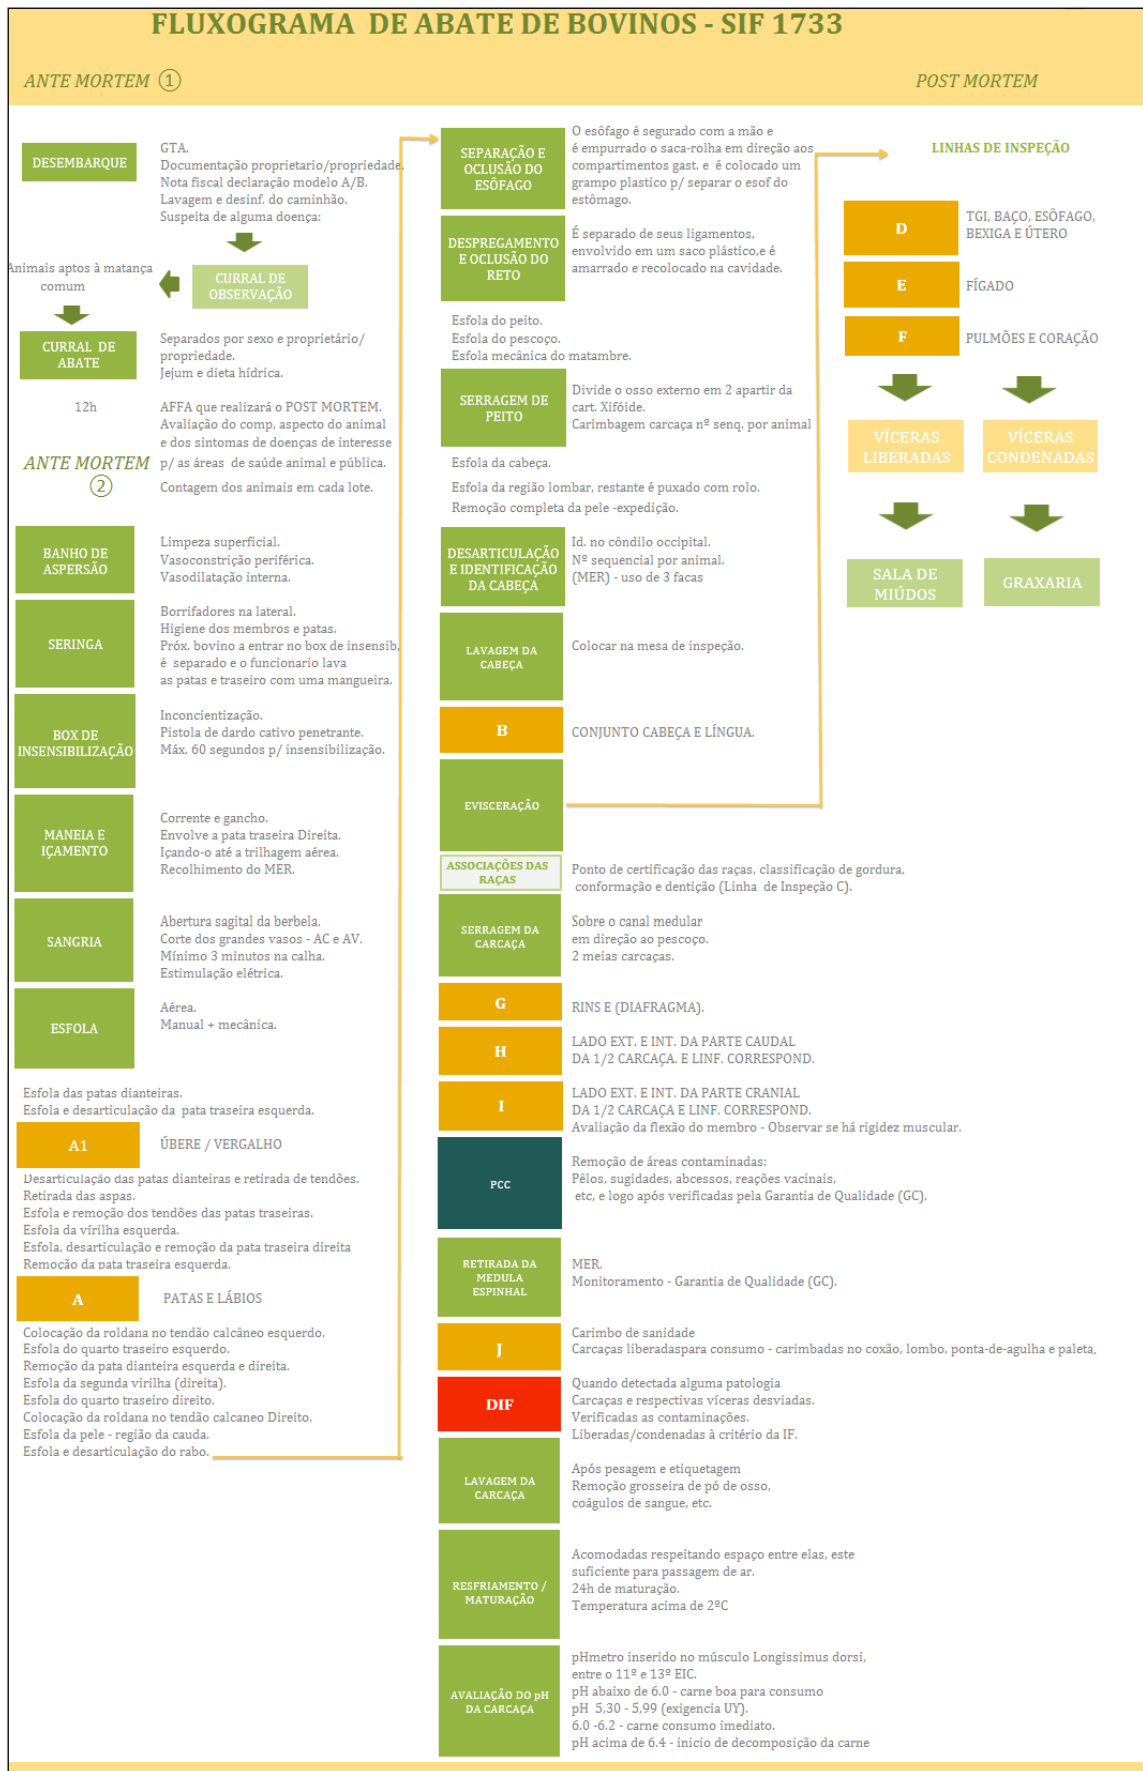 FLUXOGRAMA DE ABATE DE BOVINOS - SIF 1733
ANTE MORTEM ①
POST MORTEM
DESEMBARQUE
GTA.
Documentação proprietario/propriedade.
Nota fiscal declaração modelo A/B.
Lavagem e desinf. do caminhão.
Suspeita de alguma doença:
CURRAL DE
OBSERVAÇÃO
Animais aptos à matança
comum
CURRAL DE
ABATE
Separados por sexo e proprietário/
propriedade.
Jejum e dieta hídrica.
12h
AFFA que realizará o POST MORTEM.
Avaliação do comp, aspecto do animal
e dos sintomas de doenças de interesse
p/ as áreas de saúde animal e pública.
Contagem dos animais em cada lote.
ANTE MORTEM
②
BANHO DE
ASPERSÃO
Limpeza superficial.
Vasoconstrição periférica.
Vasodilatação interna.
SERINGA
Borrifadores na lateral.
Higiene dos membros e patas.
Próx. bovino a entrar no box de insensib,
é separado e o funcionario lava
as patas e traseiro com uma mangueira.
BOX DE
INSENSIBILIZAÇÃO
Inconcientização.
Pistola de dardo cativo penetrante.
Máx. 60 segundos p/ insensibilização.
MANEIA E
IÇAMENTO
Corrente e gancho.
Envolve a pata traseira Direita.
Içando-o até a trilhagem aérea.
Recolhimento do MER.
SANGRIA
Abertura sagital da berbela.
Corte dos grandes vasos - AC e AV.
Mínimo 3 minutos na calha.
Estimulação elétrica.
ESFOLA
Aérea.
Manual + mecânica.
Esfola das patas dianteiras.
Esfola e desarticulação da pata traseira esquerda.
A1
ÚBERE / VERGALHO
Desarticulação das patas dianteiras e retirada de tendões.
Retirada das aspas.
Esfola e remoção dos tendões das patas traseiras.
Esfola da vírilha esquerda.
Esfola, desarticulação e remoção da pata traseira direita
Remoção da pata traseira esquerda.
A
PATAS E LÁBIOS
Colocação da roldana no tendão calcâneo esquerdo.
Esfola do quarto traseiro esquerdo.
Remoção da pata dianteira esquerda e direita.
Esfola da segunda virilha (direita).
Esfola do quarto traseiro direito.
Colocação da roldana no tendão calcaneo Direito.
Esfola da pele - região da cauda.
Esfola e desarticulação do rabo.
SEPARAÇÃO E
OCLUSÃO DO
ESÔFAGO
O esôfago é segurado com a mão e
é empurrado o saca-rolha em direção aos
compartimentos gast. e é colocado um
grampo plastico p/ separar o esof do
estômago.
DESPREGAMENTO
E OCLUSÃO DO
RETO
É separado de seus ligamentos,
envolvido em um saco plástico,e é
amarrado e recolocado na cavidade.
Esfola do peito.
Esfola do pescoço.
Esfola mecânica do matambre.
SERRAGEM DE
PEITO
Divide o osso externo em 2 apartir da
cart. Xifóide.
Carimbagem carcaça nº senq. por animal
Esfola da cabeça.
Esfola da região lombar, restante é puxado com rolo.
Remoção completa da pele -expedição.
DESARTICULAÇÃO
E IDENTIFICAÇÃO
DA CABEÇA
Id. no côndilo occipital.
Nº sequencial por animal.
(MER) - uso de 3 facas
LAVAGEM DA
CABEÇA
Colocar na mesa de inspeção.
B
CONJUNTO CABEÇA E LÍNGUA.
EVISCERAÇÃO
ASSOCIAÇÕES DAS
RAÇAS
Ponto de certificação das raças, classificação de gordura,
conformação e dentição (Linha de Inspeção C).
SERRAGEM DA
CARCAÇA
Sobre o canal medular
em direção ao pescoço.
2 meias carcaças.
G
RINS E (DIAFRAGMA).
H
LADO EXT. E INT. DA PARTE CAUDAL
DA 1/2 CARCAÇA. E LINF. CORRESPOND.
I
LADO EXT. E INT. DA PARTE CRANIAL
DA 1/2 CARCAÇA E LINF. CORRESPOND.
Avaliação da flexão do membro - Observar se há rigidez muscular.
PCC
Remoção de áreas contaminadas:
Pêlos, sugidades, abcessos, reações vacinais,
etc, e logo após verificadas pela Garantia de Qualidade (GC).
RETIRADA DA
MEDULA
ESPINHAL
MER.
Monitoramento - Garantia de Qualidade (GC).
J
Carimbo de sanidade
Carcaças liberadaspara consumo - carimbadas no coxão, lombo, ponta-de-agulha e paleta,
DIF
Quando detectada alguma patologia
Carcaças e respectivas víceras desviadas.
Verificadas as contaminações.
Liberadas/condenadas à critério da IF.
LAVAGEM DA
CARCAÇA
Após pesagem e etiquetagem
Remoção grosseira de pó de osso,
coágulos de sangue, etc.
RESFRIAMENTO /
MATURAÇÃO
Acomodadas respeitando espaço entre elas, este
suficiente para passagem de ar.
24h de maturação.
Temperatura acima de 2ºC
AVALIAÇÃO DO pH
DA CARCAÇA
pHmetro inserido no músculo Longissimus dorsi,
entre o 11º e 13º EIC.
pH abaixo de 6.0 - carne boa para consumo
pH 5,30 - 5,99 (exigencia UY).
6.0 -6.2 - carne consumo imediato.
pH acima de 6.4 - inicio de decomposição da carne
LINHAS DE INSPEÇÃO
D
TGI, BAÇO, ESÔFAGO,
BEXIGA E ÚTERO
E
FÍGADO
F
PULMÕES E CORAÇÃO
VÍCERAS
LIBERADAS
VÍCERAS
CONDENADAS
SALA DE
MIÚDOS
GRAXARIA